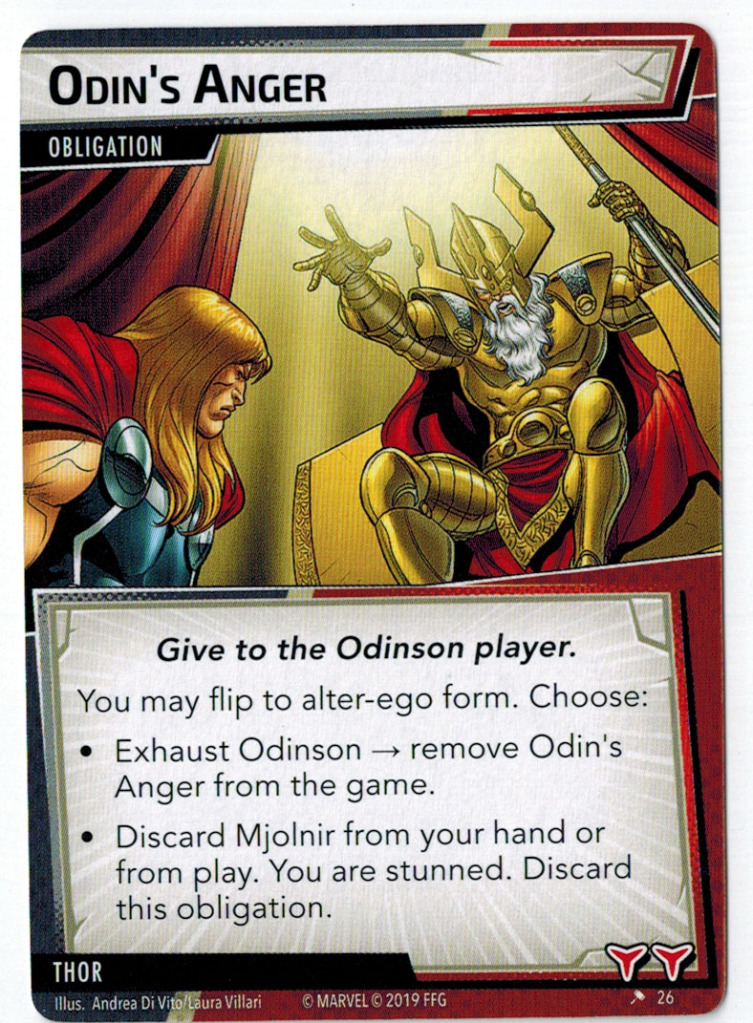 ODIN'S ANGER
OBLIGATION
Give to the Odinson player.
You may flip to alter-ego form. Choose:
• Exhaust Odinson → remove Odin's
Anger from the game.
• Discard Mjolnir from your hand or
from play. You are stunned. Discard
this obligation.
THOR
Illus. Andrea Di Vito/Laura Villari © MARVEL © 2019 FFG 26